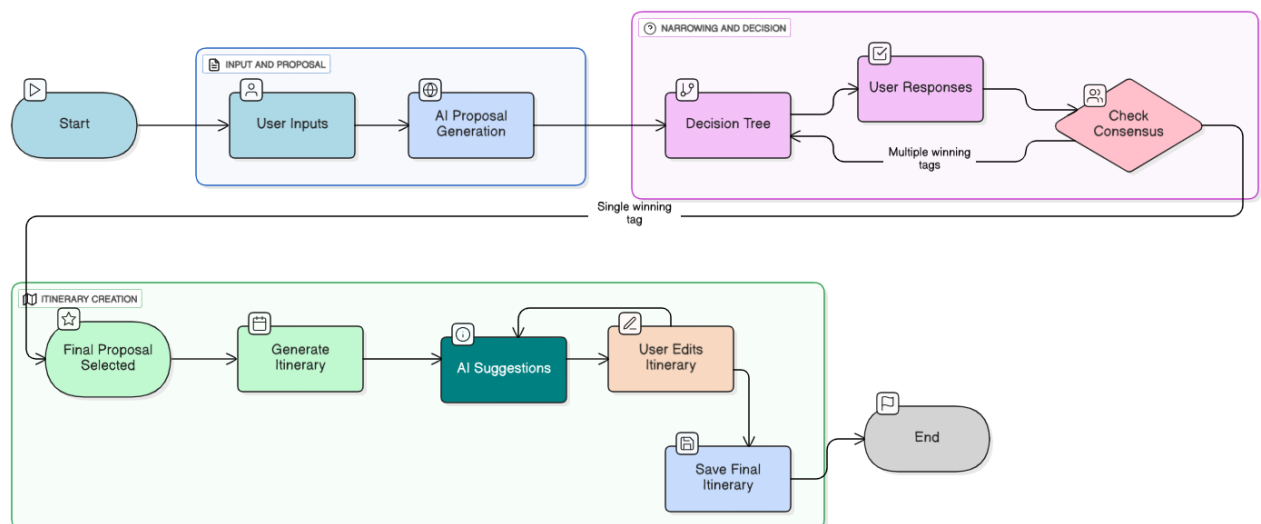 NARROWING AND DECISION
INPUT AND PROPOSAL
Start
User Inputs
AI Proposal
Generation
Decision Tree
User Responses
Check
Consensus
Multiple winning
tags
Single winning
tag
ITINERARY CREATION
Final Proposal
Selected
Generate
Itinerary
AI Suggestions
User Edits
Itinerary
Save Final
Itinerary
End